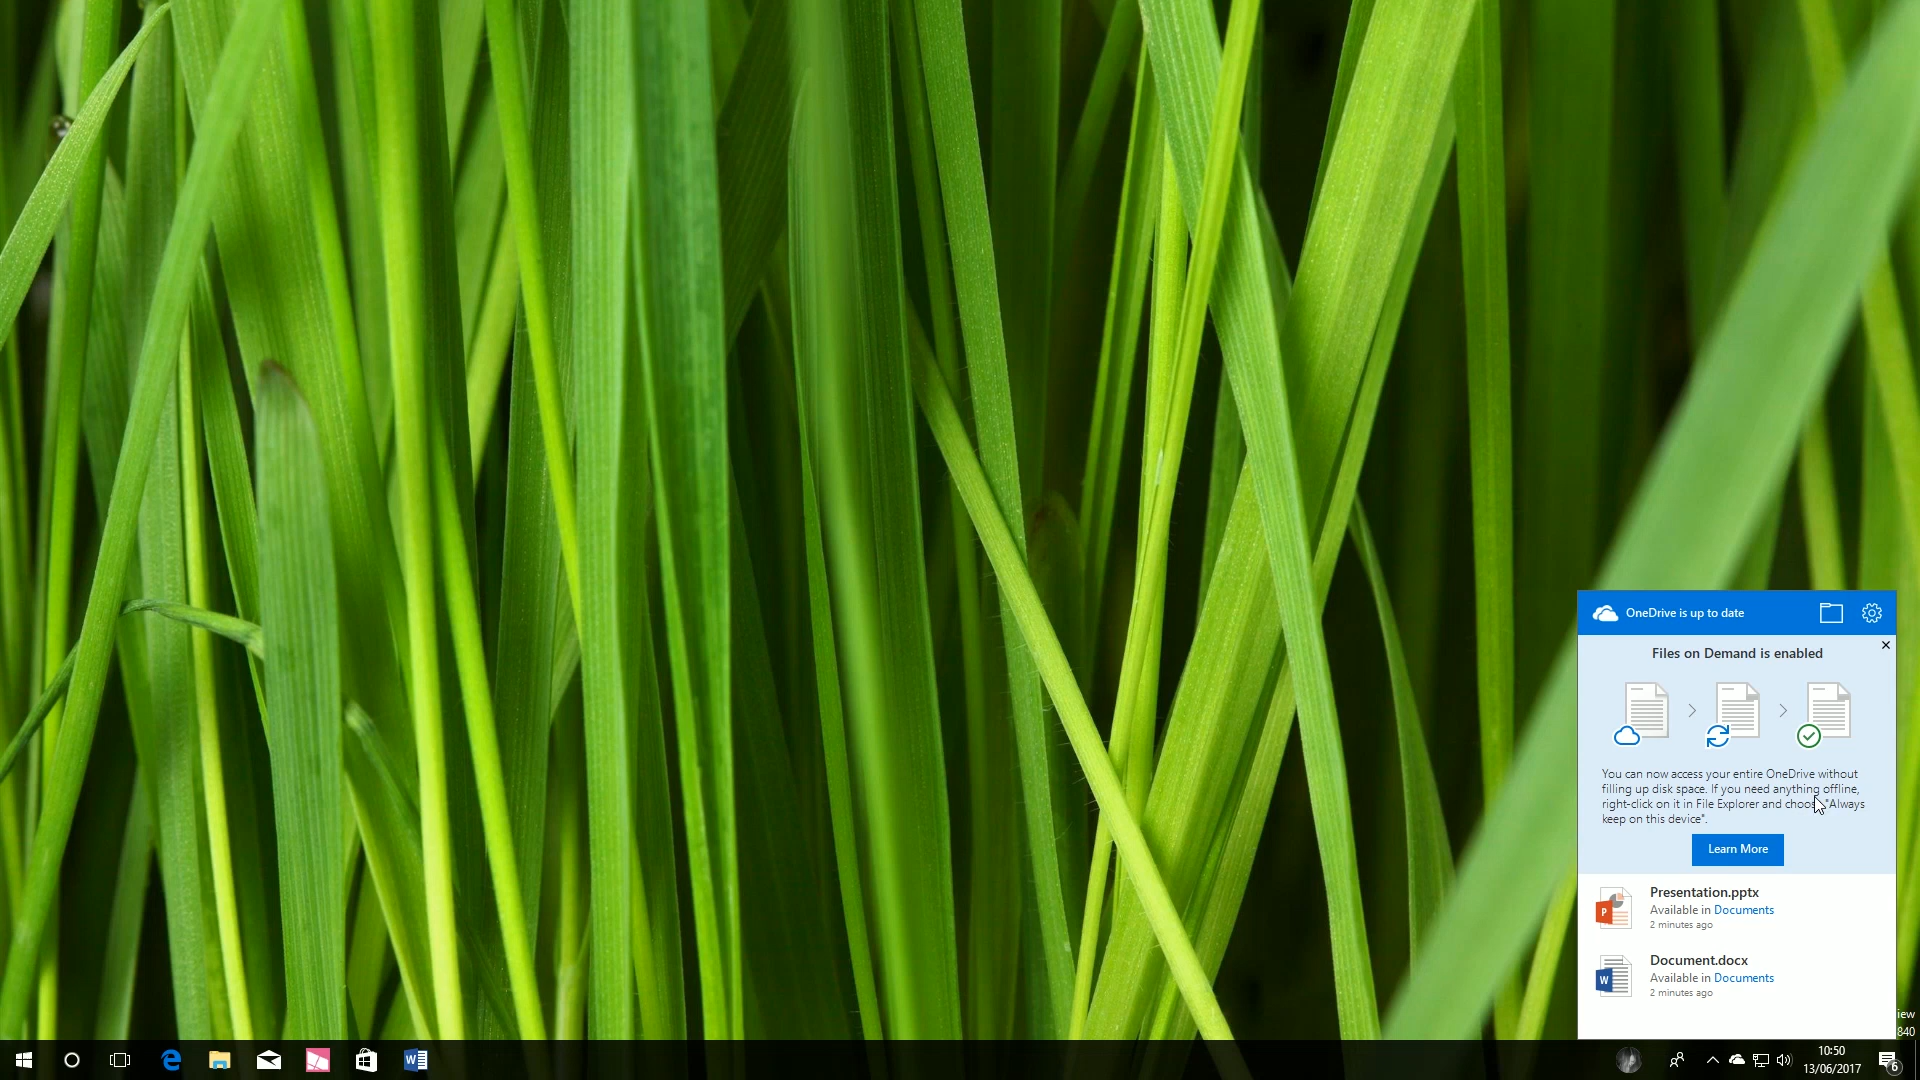 OneDrive is up to date
Files on Demand is enabled
You can now access your entire OneDrive without
filling up disk space. If you need anything offline,
right-click on it in File Explorer and "Always
keep on this device".
Learn More
P
Presentation.pptx
Available in Documents
2 minutes ago
W
Document.docx
Available in Documents
2 minutes ago
840
10:50
13/06/2017
6